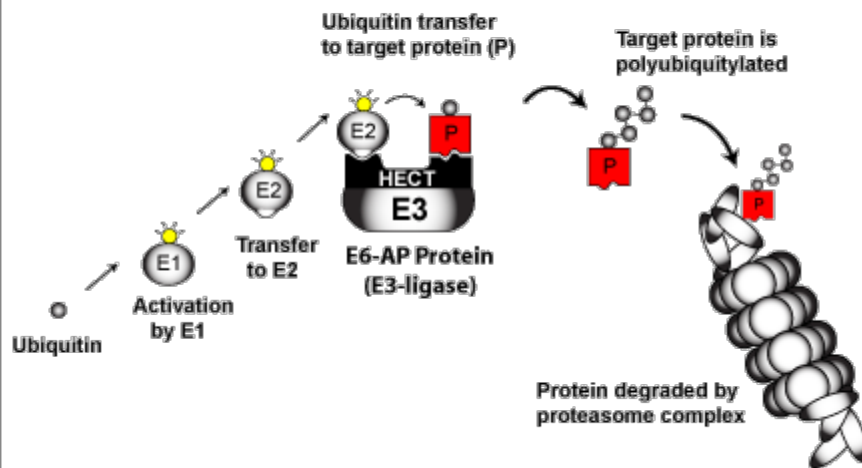 Ubiquitin transfer
to target protein (P)
Target protein is
polyubiquitylated
E2
P
HECT
E3
E6-AP Protein
(E3-ligase)
P
P
E2
Transfer
to E2
E1
Activation
by E1
Ubiquitin
Protein degraded by
proteasome complex